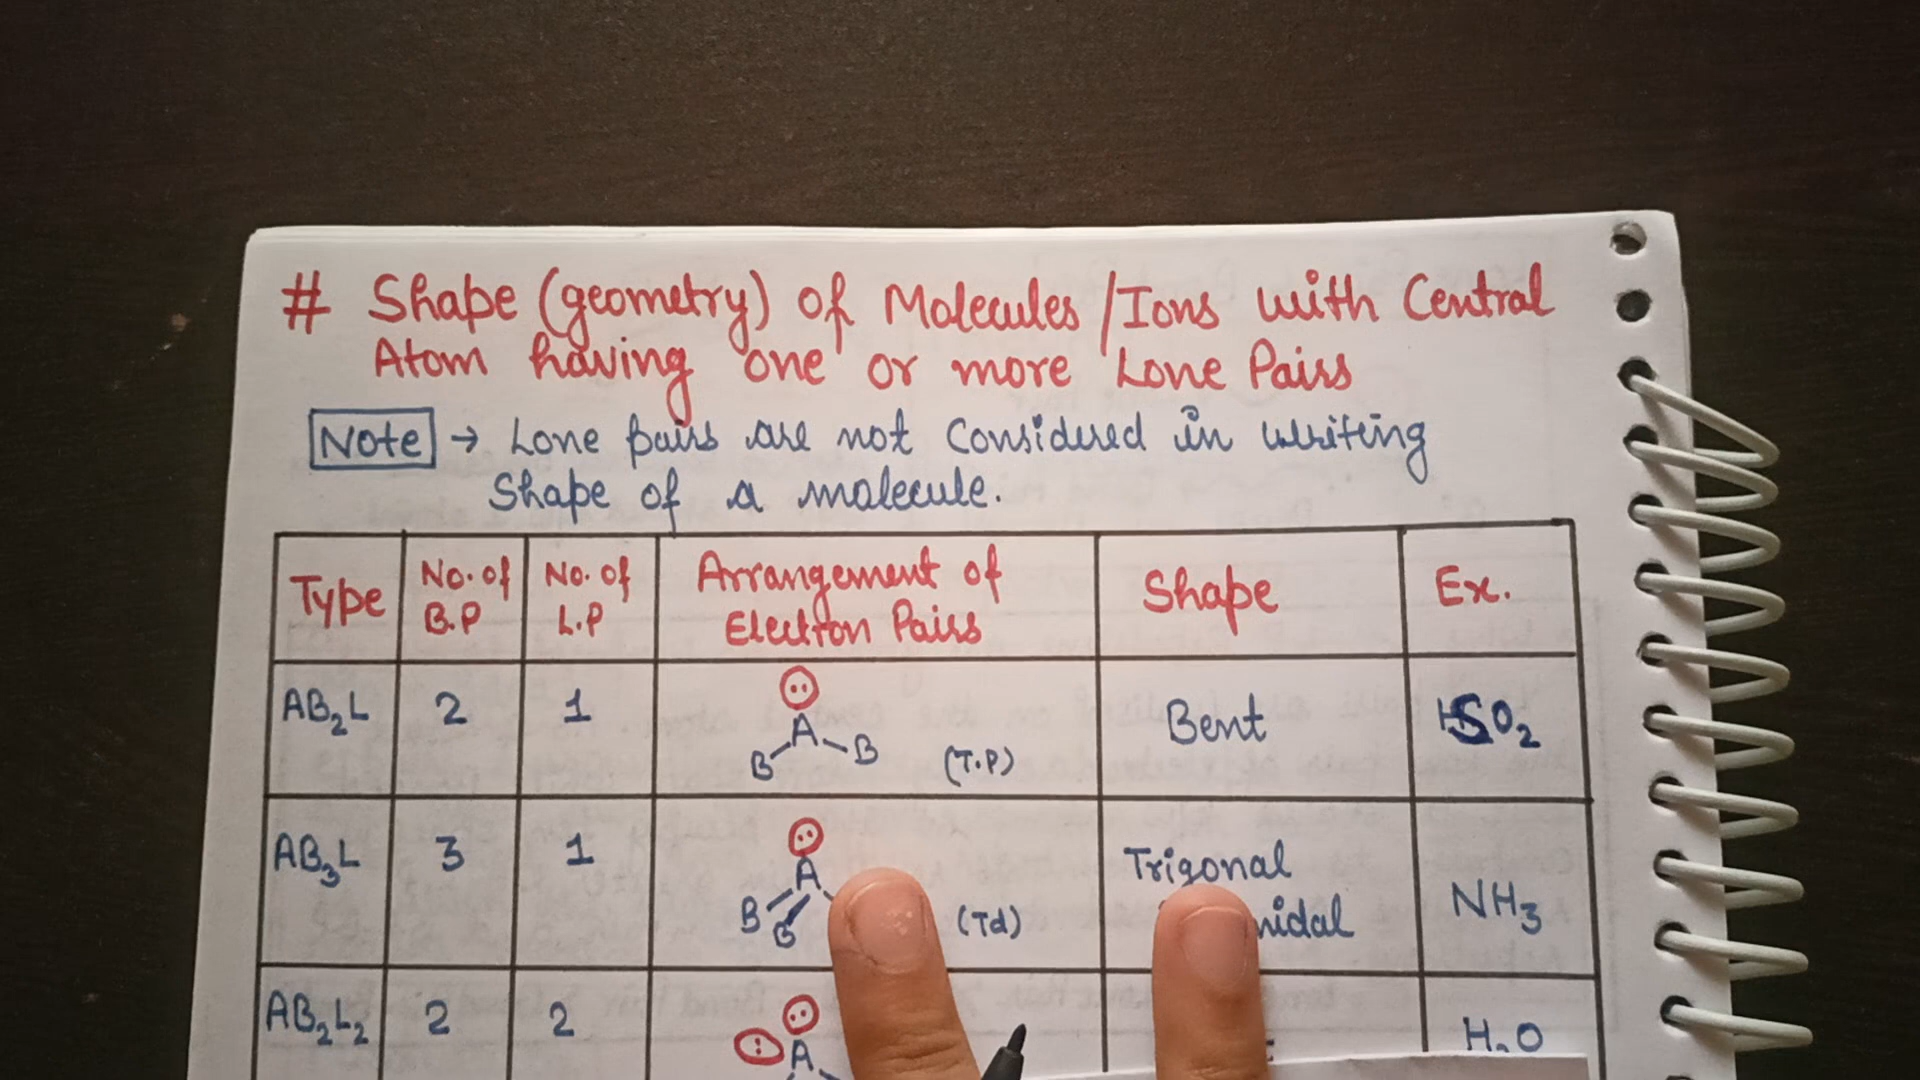 # Shape (geometry) of Molecules/Ions with Central
Atom having one or more Lone Pairs
Note → Lone pairs are not Considered in writing
Shape of a molecule.
Type No. of B.P No. of L.P Arrangement of Electron Pairs Shape Ex.
AB₂L 2 1 A B B (T.P) Bent SO₂
AB₃L 3 1 A B B (Td) Trigonal NH₃
AB₂L₂ 2 2 A H₂O